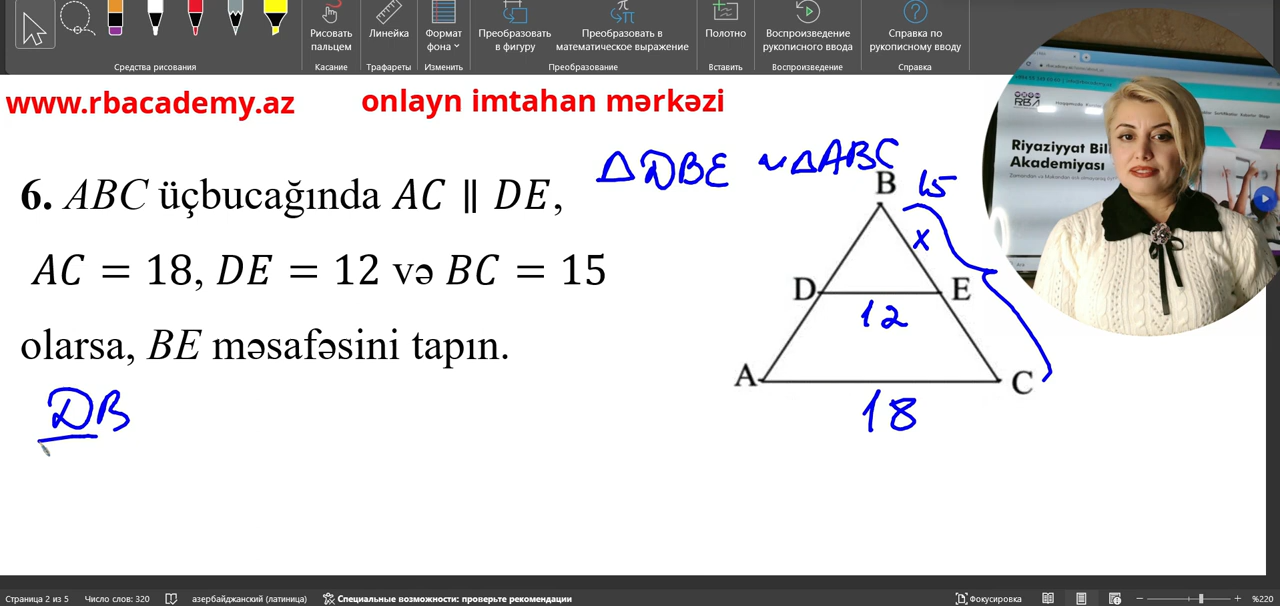 Рисовать пальцем
Линейка
Формат фона
Преобразовать в фигуру
Преобразовать в математическое выражение
Полотно
Воспроизведение рукописного ввода
Справка по рукописному вводу
Средства рисования
Касание
Трафареты
Изменить
Преобразование
Вставить
Воспроизведение
Справка
www.rbacademy.az onlayn imtahan mərkəzi
RBA
Riyaziyyat Bil
Akademiyası
△DBE ~ △ABC
6. ABC üçbucağında AC ∥ DE,
AC = 18, DE = 12 və BC = 15
olarsa, BE məsafəsini tapın.
B 15
x
D E
12
A C
18
DB
Страница 2 из 5 Число слов: 320 азербайджанский (латиница) Специальные возможности: проверьте рекомендации Фокусировка %220